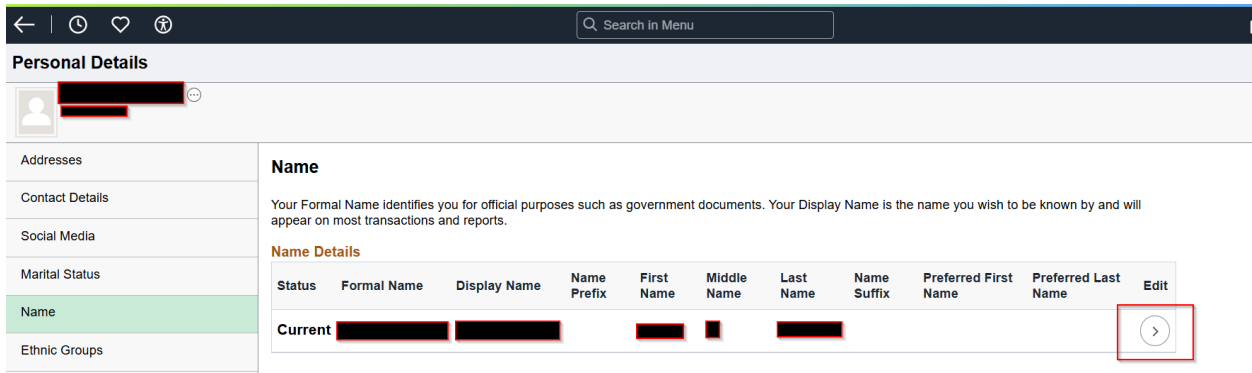 Search in Menu
Personal Details
Addresses
Contact Details
Social Media
Marital Status
Name
Ethnic Groups
Name
Your Formal Name identifies you for official purposes such as government documents. Your Display Name is the name you wish to be known by and will
appear on most transactions and reports.
Name Details
Status Formal Name Display Name Name Prefix First Name Middle Name Last Name Name Suffix Preferred First Name Preferred Last Name Edit
Current